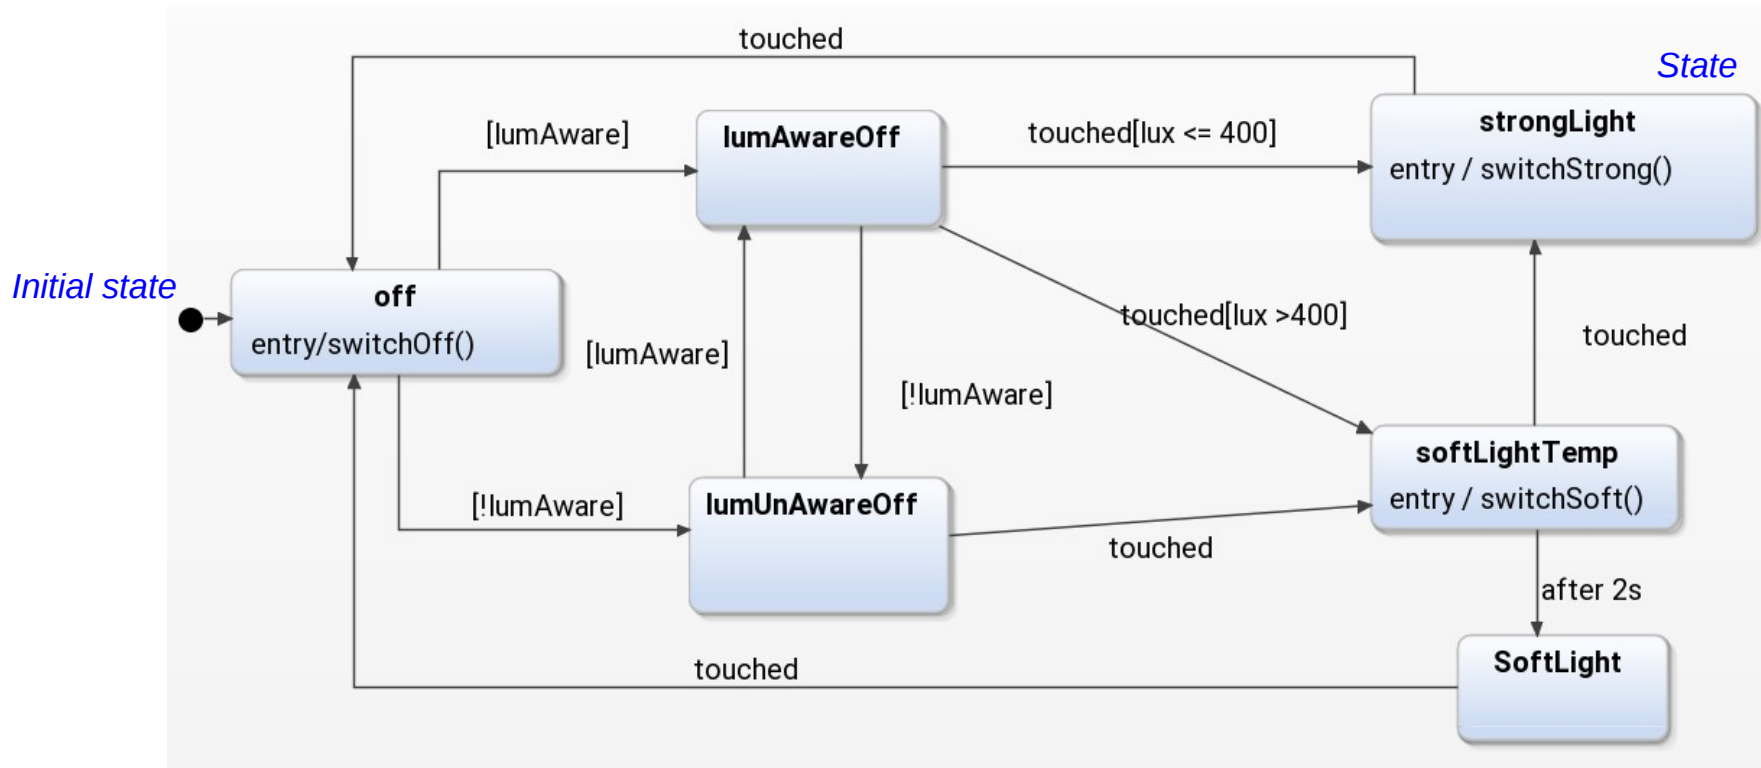 touched
State
[lumAware]
lumAwareOff
touched[lux <= 400]
strongLight
entry / switchStrong()
Initial state
off
entry/switchOff()
[lumAware]
touched[lux >400]
touched
[!lumAware]
softLightTemp
entry / switchSoft()
[!lumAware]
lumUnAwareOff
touched
after 2s
touched
SoftLight